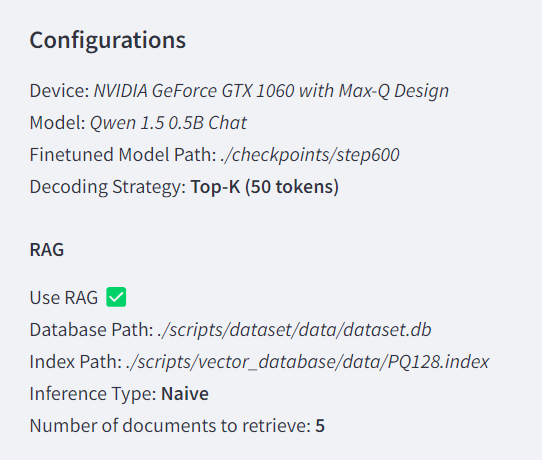 Configurations
Device: NVIDIA GeForce GTX 1060 with Max-Q Design
Model: Qwen 1.5 0.5B Chat
Finetuned Model Path: ./checkpoints/step600
Decoding Strategy: Top-K (50 tokens)
RAG
Use RAG ✅
Database Path: ./scripts/dataset/data/dataset.db
Index Path: ./scripts/vector_database/data/PQ128.index
Inference Type: Naive
Number of documents to retrieve: 5